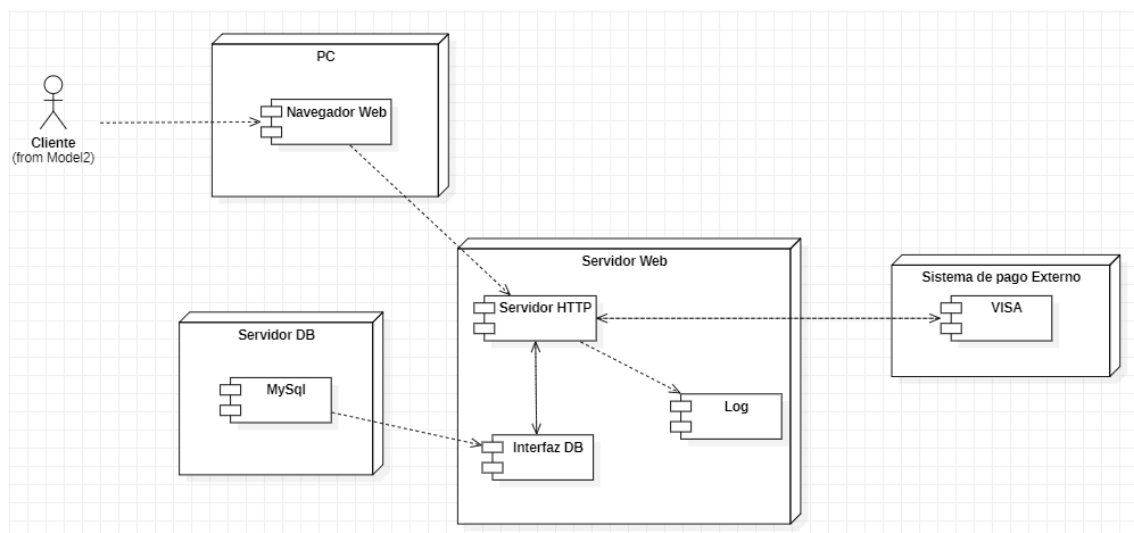 PC
Navegador Web
Cliente
(from Model2)
Servidor Web
Servidor HTTP
Log
Interfaz DB
Sistema de pago Externo
VISA
Servidor DB
MySql